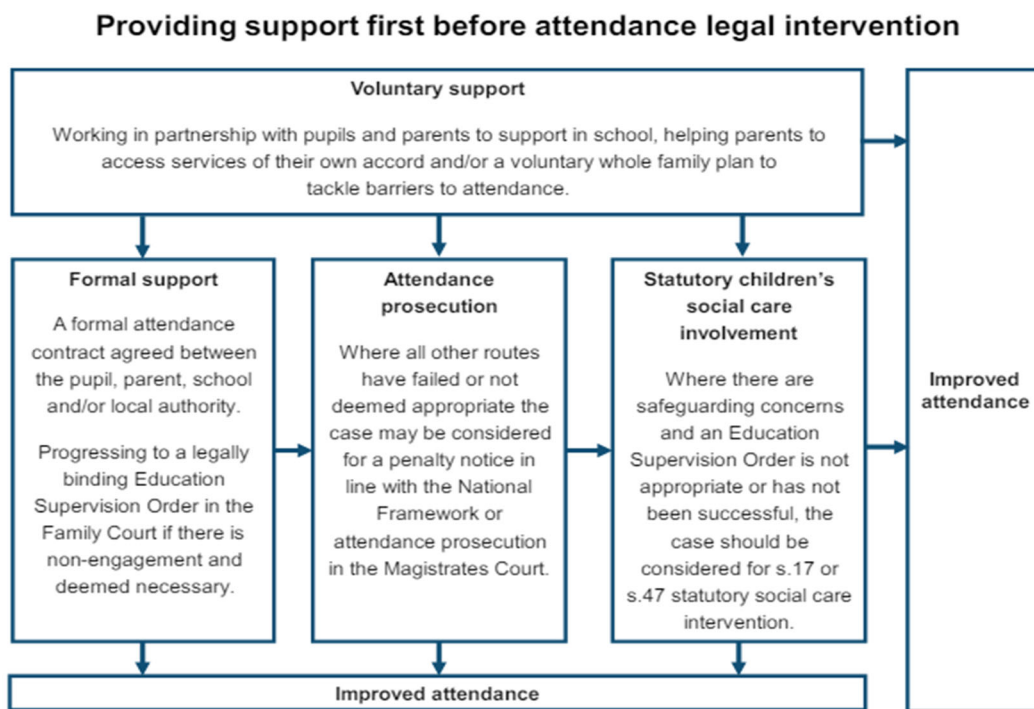 Providing support first before attendance legal intervention
Voluntary support
Working in partnership with pupils and parents to support in school, helping parents to
access services of their own accord and/or a voluntary whole family plan to
tackle barriers to attendance.
Formal support
A formal attendance
contract agreed between
the pupil, parent, school
and/or local authority.
Progressing to a legally
binding Education
Supervision Order in the
Family Court if there is
non-engagement and
deemed necessary.
Attendance
prosecution
Where all other routes
have failed or not
deemed appropriate the
case may be considered
for a penalty notice in
line with the National
Framework or
attendance prosecution
in the Magistrates Court.
Statutory children's
social care
involvement
Where there are
safeguarding concerns
and an Education
Supervision Order is not
appropriate or has not
been successful, the
case should be
considered for s.17 or
s.47 statutory social care
intervention.
Improved
attendance
Improved attendance